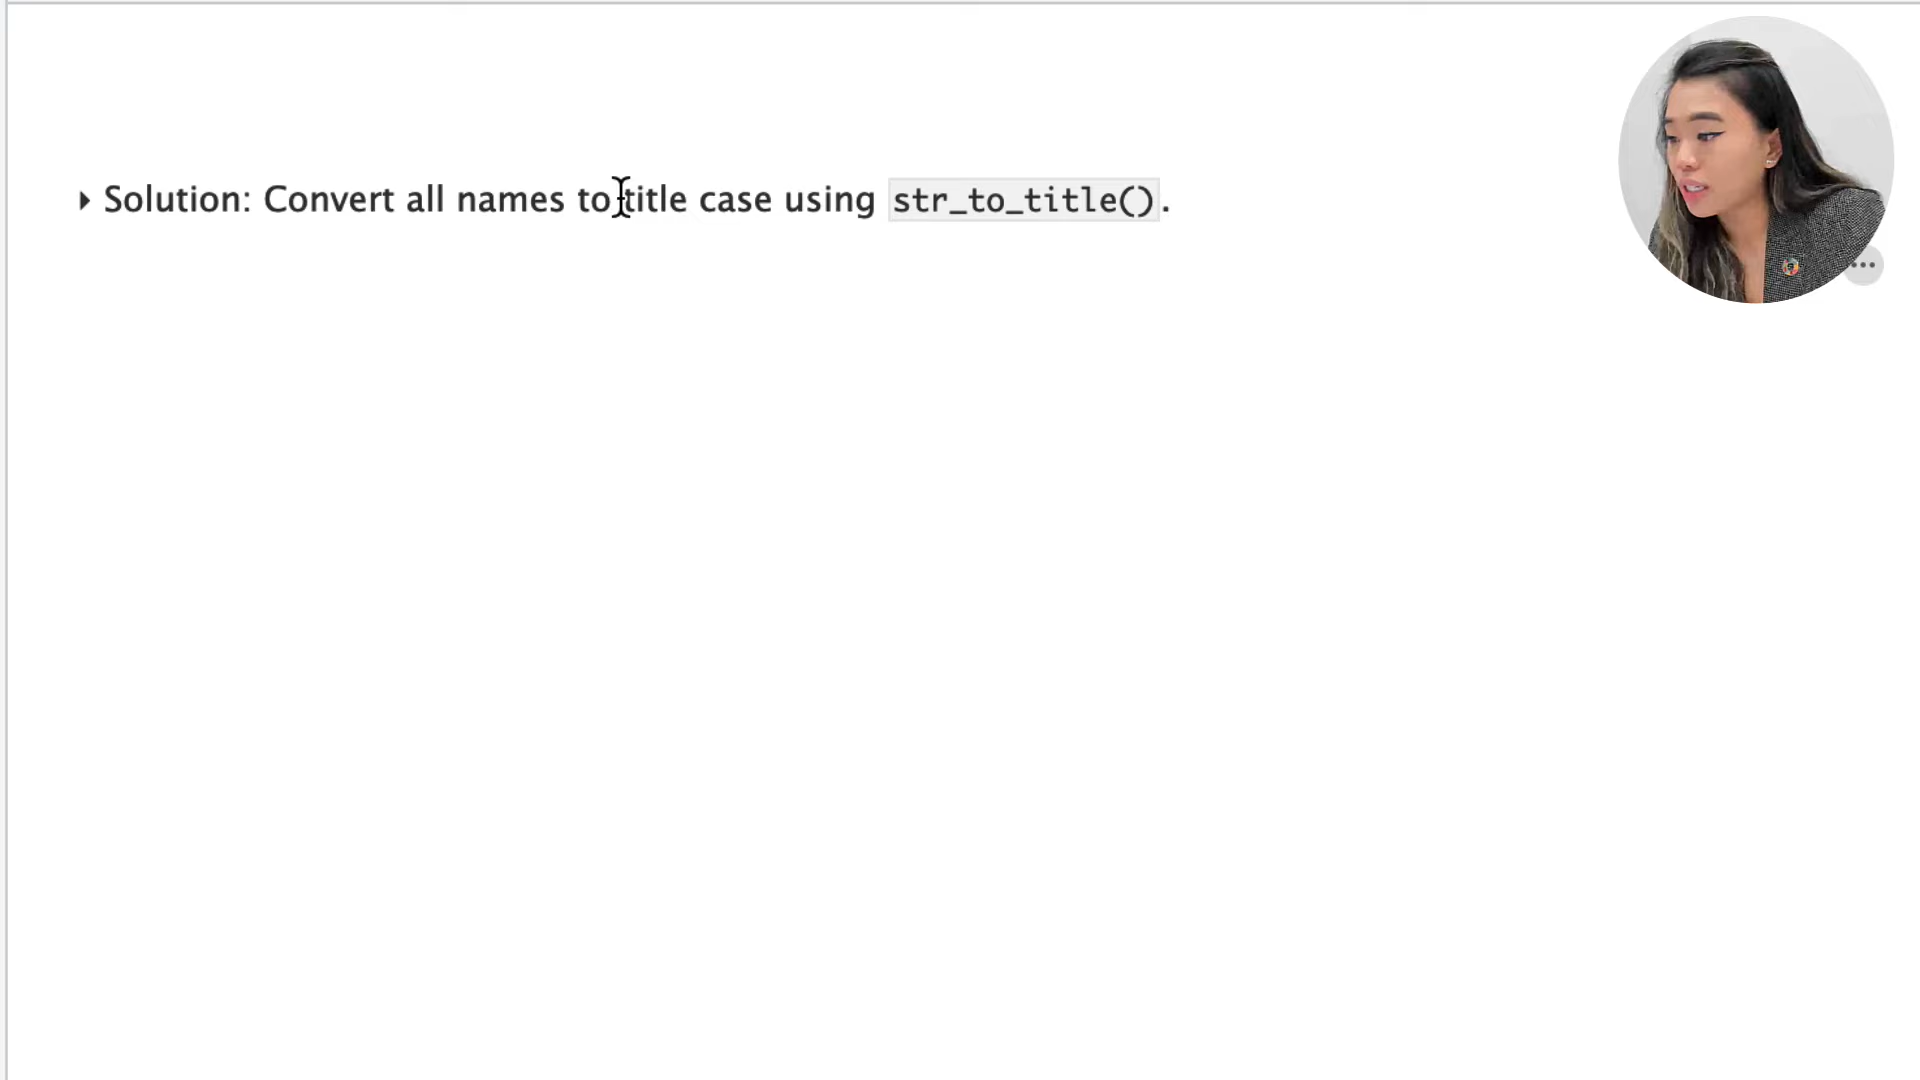 Solution: Convert all names to title case using str_to_title().